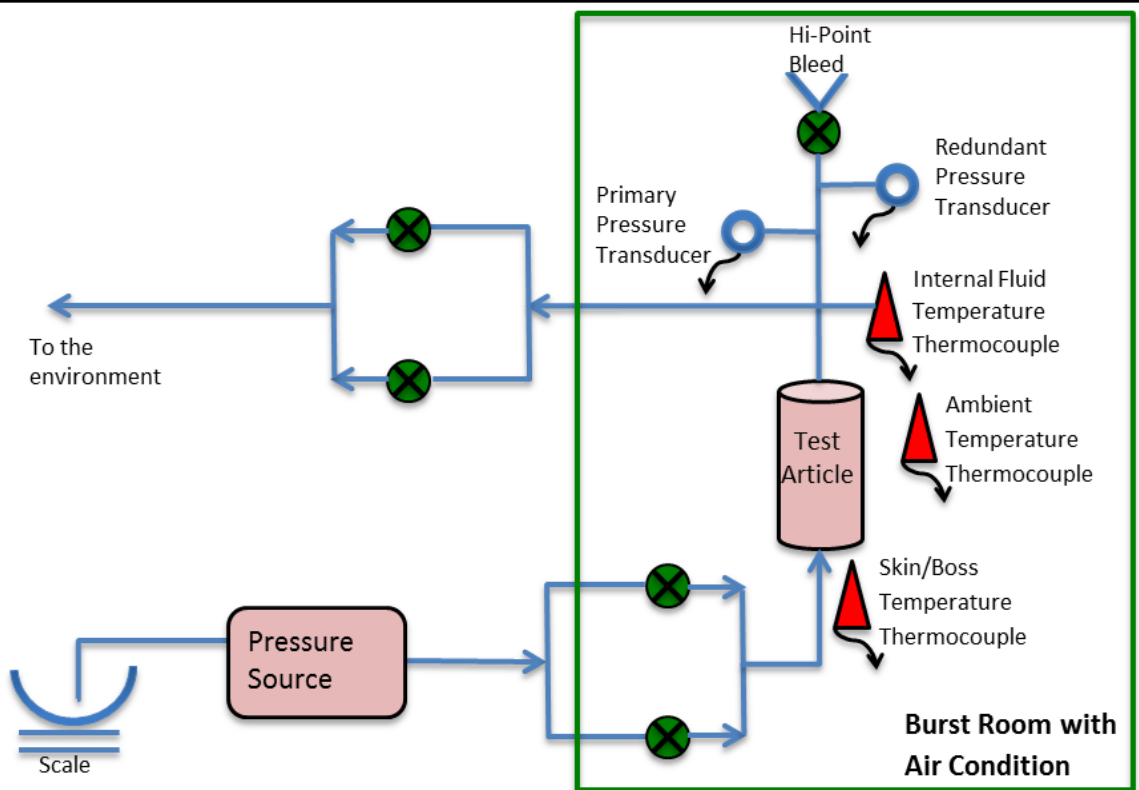 Hi-Point
Bleed
Redundant
Pressure
Transducer
Primary
Pressure
Transducer
Internal Fluid
Temperature
Thermocouple
To the
environment
Ambient
Temperature
Thermocouple
Test
Article
Skin/Boss
Temperature
Thermocouple
Pressure
Source
Scale
Burst Room with
Air Condition